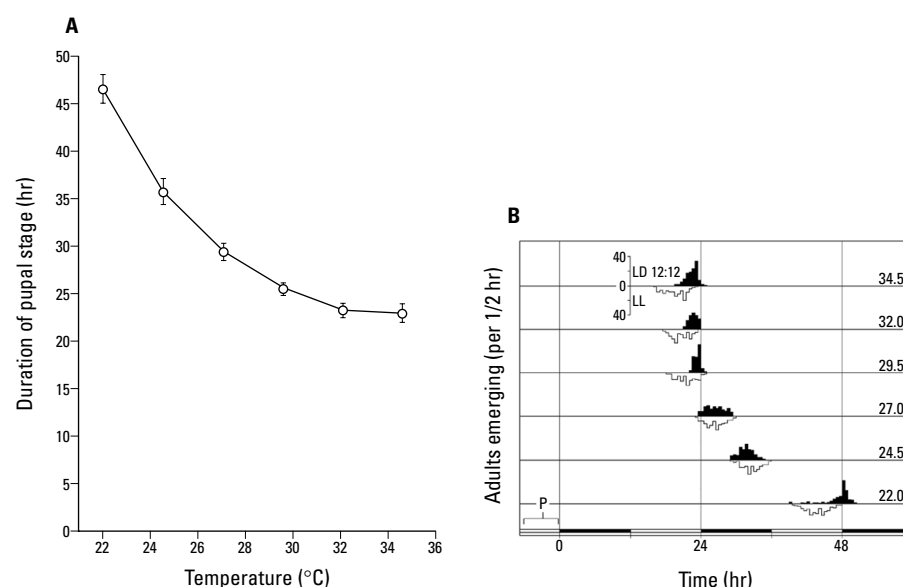 A
50
45
40
35
30
25
20
15
10
5
0
Duration of pupal stage (hr)
22 24 26 28 30 32 34 36
Temperature (°C)
B
Adults emerging (per 1/2 hr)
40
0
40
LD 12:12
LL
34.5
32.0
29.5
27.0
24.5
22.0
P
0 24 48
Time (hr)